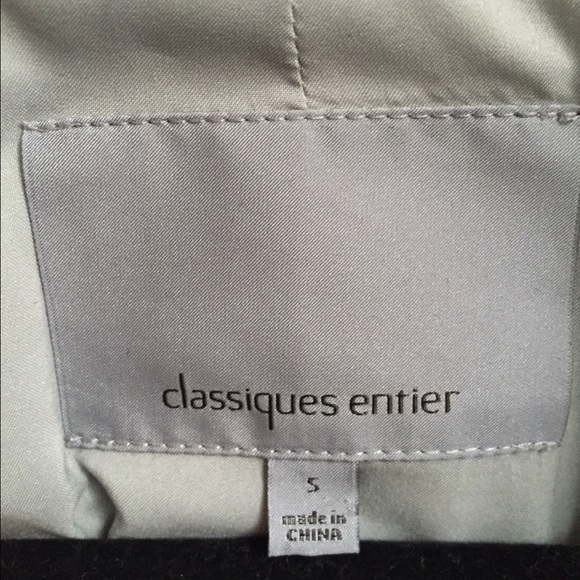 classiques entier
S
made in
CHINA